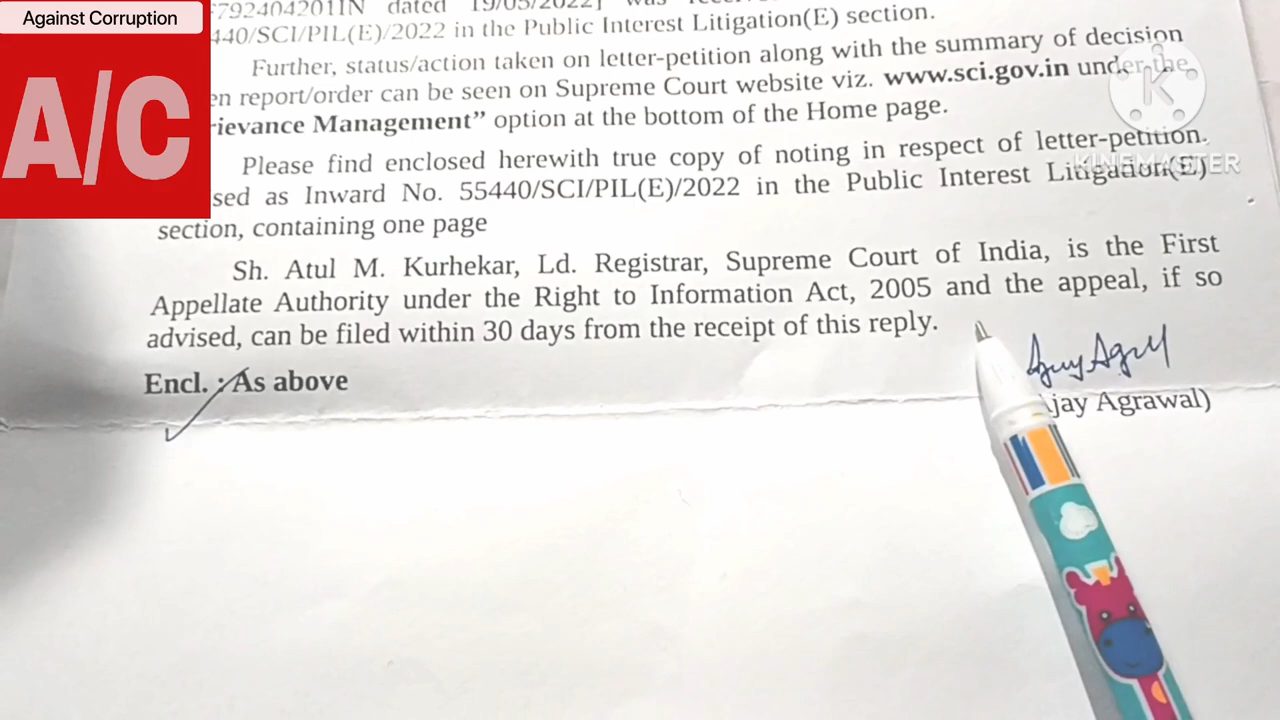 Against Corruption
A/C
792404201IN dated 19/05/2022]
440/SCI/PIL(E)/2022 in the Public Interest Litigation(E) section.
Further, status/action taken on letter-petition along with the summary of decision
en report/order can be seen on Supreme Court website viz. www.sci.gov.in under the
rievance Management” option at the bottom of the Home page.
Please find enclosed herewith true copy of noting in respect of letter-petition.
sed as Inward No. 55440/SCI/PIL(E)/2022 in the Public Interest Litigation(E)
section, containing one page
Sh. Atul M. Kurhekar, Ld. Registrar, Supreme Court of India, is the First
Appellate Authority under the Right to Information Act, 2005 and the appeal, if so
advised, can be filed within 30 days from the receipt of this reply.
Encl. : As above
jay Agrawal)
K
KINEMASTER